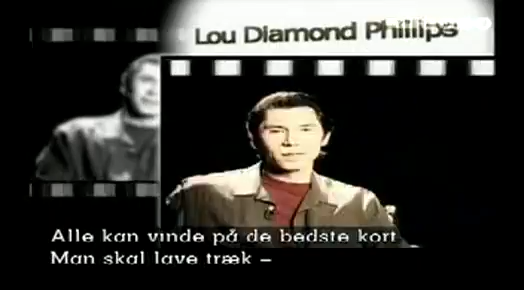 Lou Diamond Phillips
Alle kan vinde på de bedste kort
Man skal lave træk –